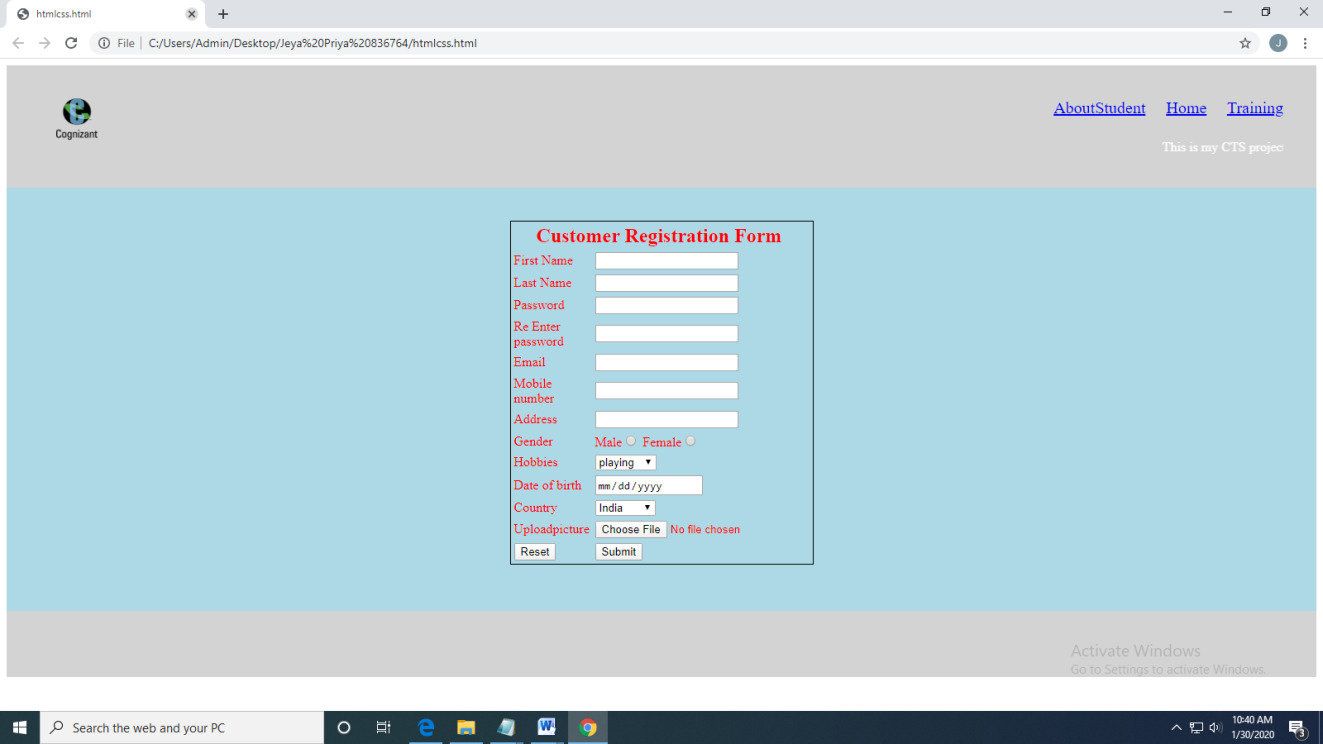 htmlcss.html
File
C:/Users/Admin/Desktop/Jeya%20Priya%20836764/htmlcss.html
J
Cognizant
AboutStudent Home Training
This is my CTS projec
Customer Registration Form
First Name
Last Name
Password
Re Enter
password
Email
Mobile
number
Address
Gender Male Female
Hobbies playing
Date of birth mm/dd/yyyy
Country India
Uploadpicture Choose File No file chosen
Reset Submit
Activate Windows
Go to Settings to activate Windows.
Search the web and your PC
10:40 AM
1/30/2020
3